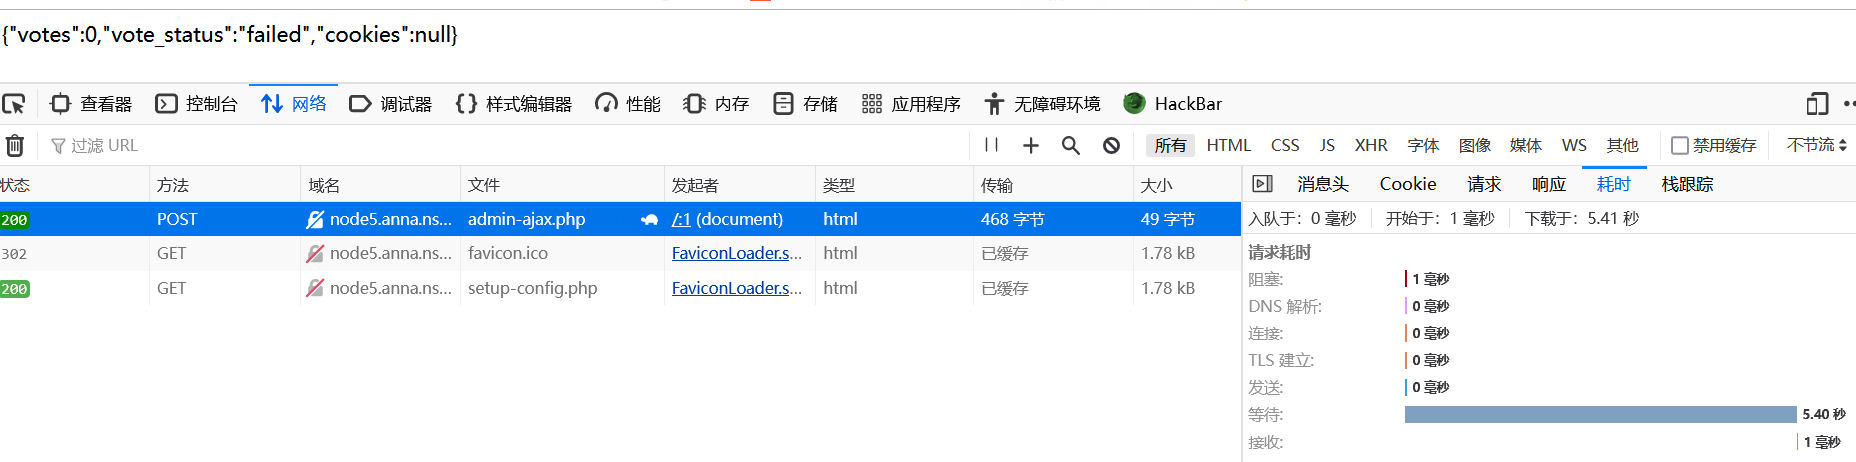 {"votes":0,"vote_status":"failed","cookies":null}
查看器 控制台 网络 调试器 样式编辑器 性能 内存 存储 应用程序 无障碍环境 HackBar
过滤 URL 所有 HTML CSS JS XHR 字体 图像 媒体 WS 其他 禁用缓存 不节流
状态 方法 域名 文件 发起者 类型 传输 大小 消息头 Cookie 请求 响应 耗时 栈跟踪
200 POST node5.anna.ns... admin-ajax.php /:1 (document) html 468 字节 49 字节
302 GET node5.anna.ns... favicon.ico FaviconLoader.s... html 已缓存 1.78 kB
200 GET node5.anna.ns... setup-config.php FaviconLoader.s... html 已缓存 1.78 kB
入队于: 0 毫秒 开始于: 1 毫秒 下载于: 5.41 秒
请求耗时
阻塞: 1 毫秒
DNS 解析: 0 毫秒
连接: 0 毫秒
TLS 建立: 0 毫秒
发送: 0 毫秒
等待: 5.40 秒
接收: 1 毫秒